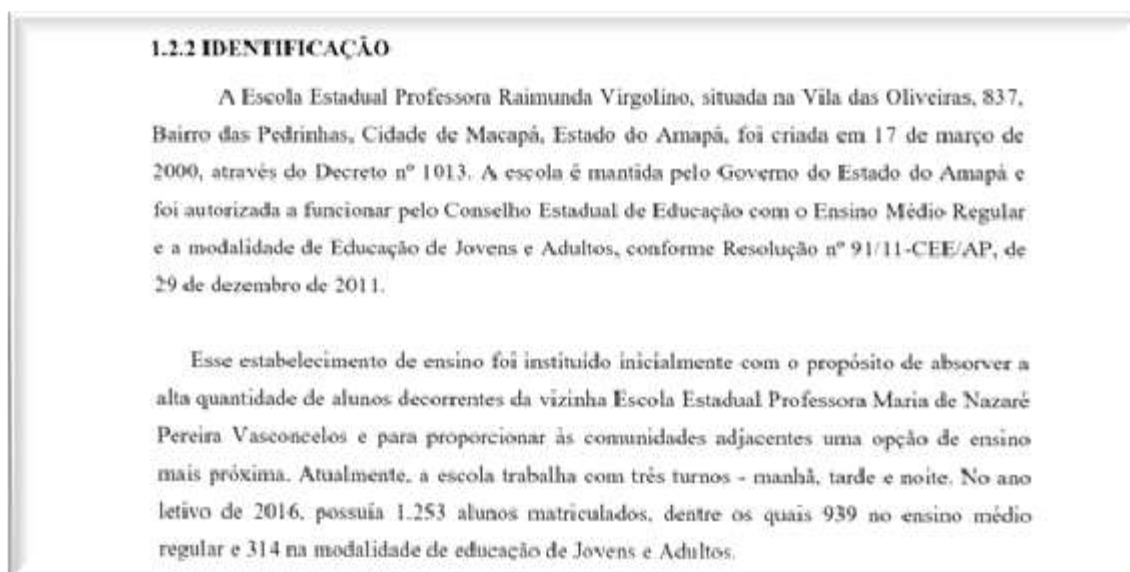 1.2.2 IDENTIFICAÇÃO
A Escola Estadual Professora Raimunda Virgolino, situada na Vila das Oliveiras, 837,
Bairro das Pedrinhas, Cidade de Macapá, Estado do Amapá, foi criada em 17 de março de
2000, através do Decreto nº 1013. A escola é mantida pelo Governo do Estado do Amapá e
foi autorizada a funcionar pelo Conselho Estadual de Educação com o Ensino Médio Regular
e a modalidade de Educação de Jovens e Adultos, conforme Resolução nº 91/11-CEE/AP, de
29 de dezembro de 2011.
Esse estabelecimento de ensino foi instituído inicialmente com o propósito de absorver a
alta quantidade de alunos decorrentes da vizinha Escola Estadual Professora Maria de Nazaré
Pereira Vasconcelos e para proporcionar às comunidades adjacentes uma opção de ensino
mais próxima. Atualmente, a escola trabalha com três turnos - manhã, tarde e noite. No ano
letivo de 2016, possuía 1.253 alunos matriculados, dentre os quais 939 no ensino médio
regular e 314 na modalidade de educação de Jovens e Adultos.